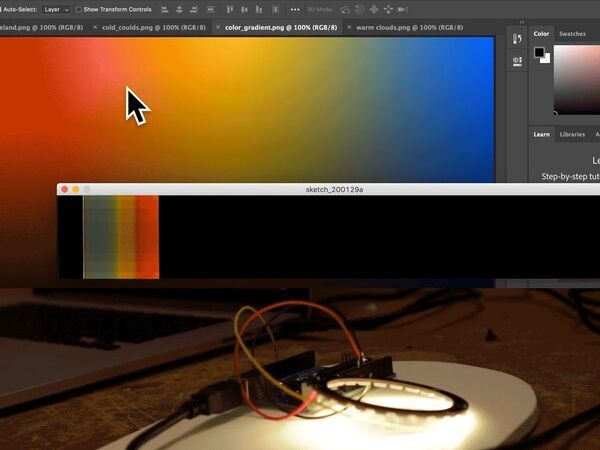 Auto-Select: Layer Show Transform Controls 3D Mode:
eland.png @ 100% (RGB/8) × cold_coulds.png @ 100% (RGB/8) × color_gradient.png @ 100% (RGB/8) × warm clouds.png @ 100% (RGB/8)
Color Swatches
Learn Libraries A
Le
Step-by-step tut
sketch_200129a